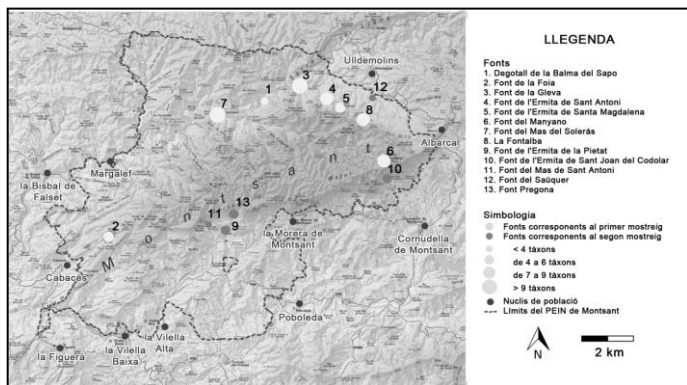 Ulldemolins
3
1
4
5
12
7
8
Albarca
6
Margalef
10
la Bisbal de
Falset
Montsant
13
11
9
la Morera de
Montsant
2
Cornudella
de Montsant
Cabacés
Poboleda
la Vilella
Alta
la Vilella
Baixa
la Figuera
LLEGENDA
Fonts
1. Degotall de la Balma del Sapo
2. Font de la Foia
3. Font de la Gleva
4. Font de l'Ermita de Sant Antoni
5. Font de l'Ermita de Santa Magdalena
6. Font del Manyano
7. Font del Mas del Soleràs
8. La Fontalba
9. Font de l'Ermita de la Pietat
10. Font de l'Ermita de Sant Joan del Codolar
11. Font del Mas de Sant Antoni
12. Font del Saüquer
13. Font Pregona
Simbologia
Fonts corresponents al primer mostreig
Fonts corresponents al segon mostreig
< 4 tàxons
de 4 a 6 tàxons
de 7 a 9 tàxons
> 9 tàxons
Nuclis de població
Límits del PEIN de Montsant
N
2 km